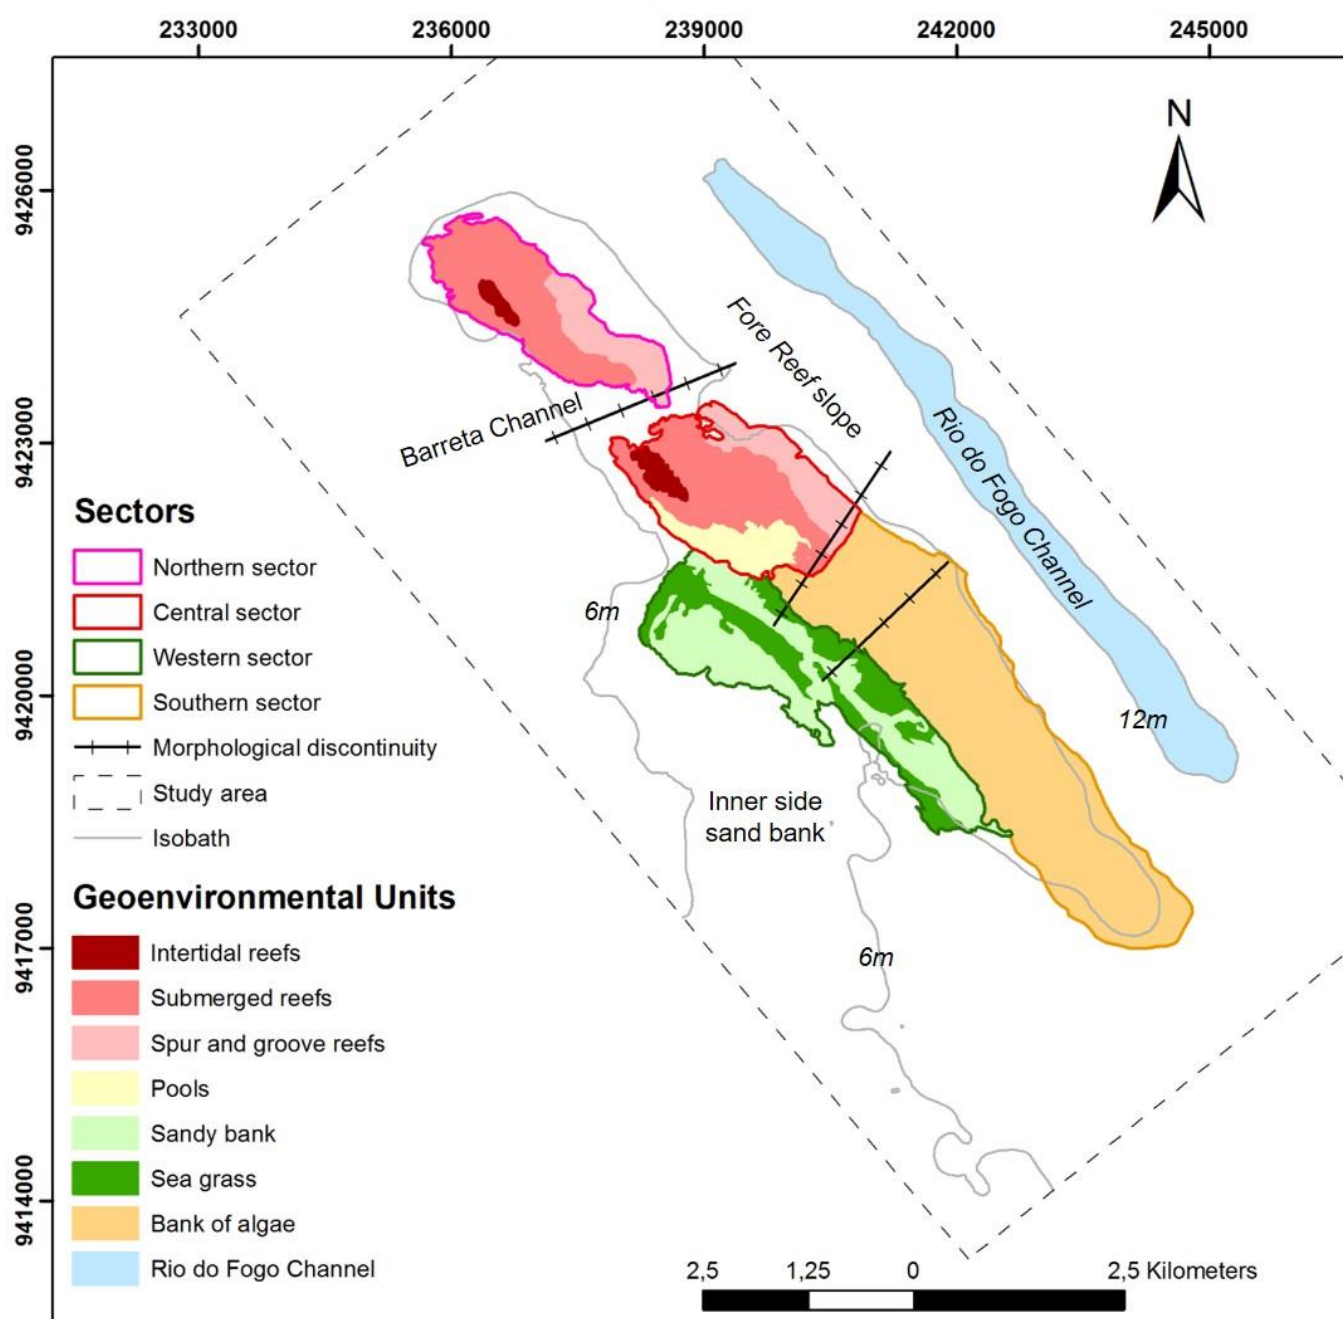 233000 236000 239000 242000 245000
N
9426000
9423000
9420000
9417000
9414000
Fore Reef slope
Rio do Fogo Channel
Barreta Channel
6m
12m
Inner side
sand bank
6m
Sectors
Northern sector
Central sector
Western sector
Southern sector
Morphological discontinuity
Study area
Isobath
Geoenvironmental Units
Intertidal reefs
Submerged reefs
Spur and groove reefs
Pools
Sandy bank
Sea grass
Bank of algae
Rio do Fogo Channel
2,5 1,25 0 2,5 Kilometers